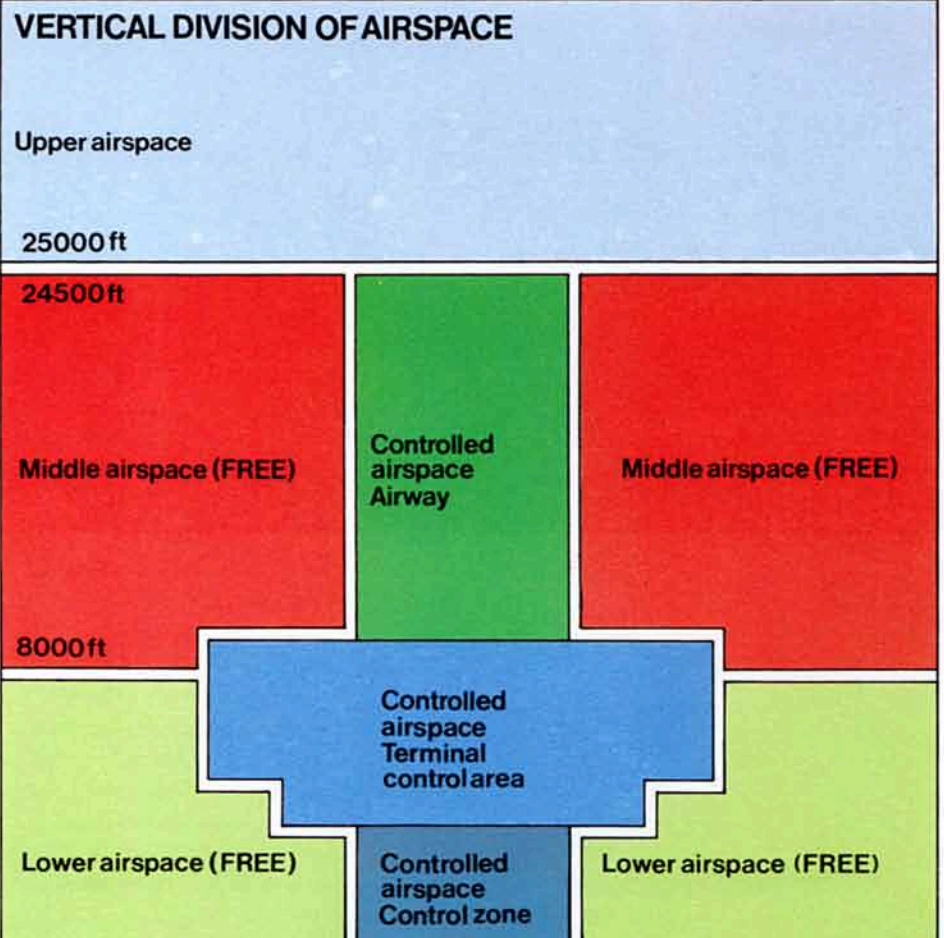 VERTICAL DIVISION OF AIRSPACE
Upper airspace
25000 ft
24500 ft
Middle airspace (FREE)
Controlled
airspace
Airway
Middle airspace (FREE)
8000 ft
Controlled
airspace
Terminal
control area
Lower airspace (FREE)
Controlled
airspace
Control zone
Lower airspace (FREE)